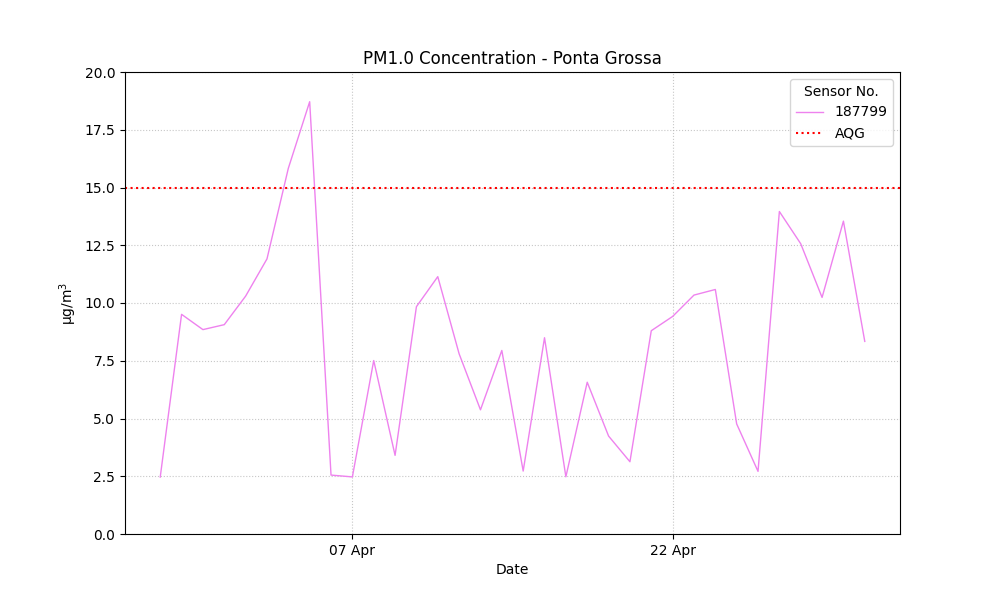 PM1.0 Concentration - Ponta Grossa
Sensor No.
187799
AQG
20.0
17.5
15.0
12.5
10.0
7.5
5.0
2.5
0.0
µg/m³
07 Apr
22 Apr
Date